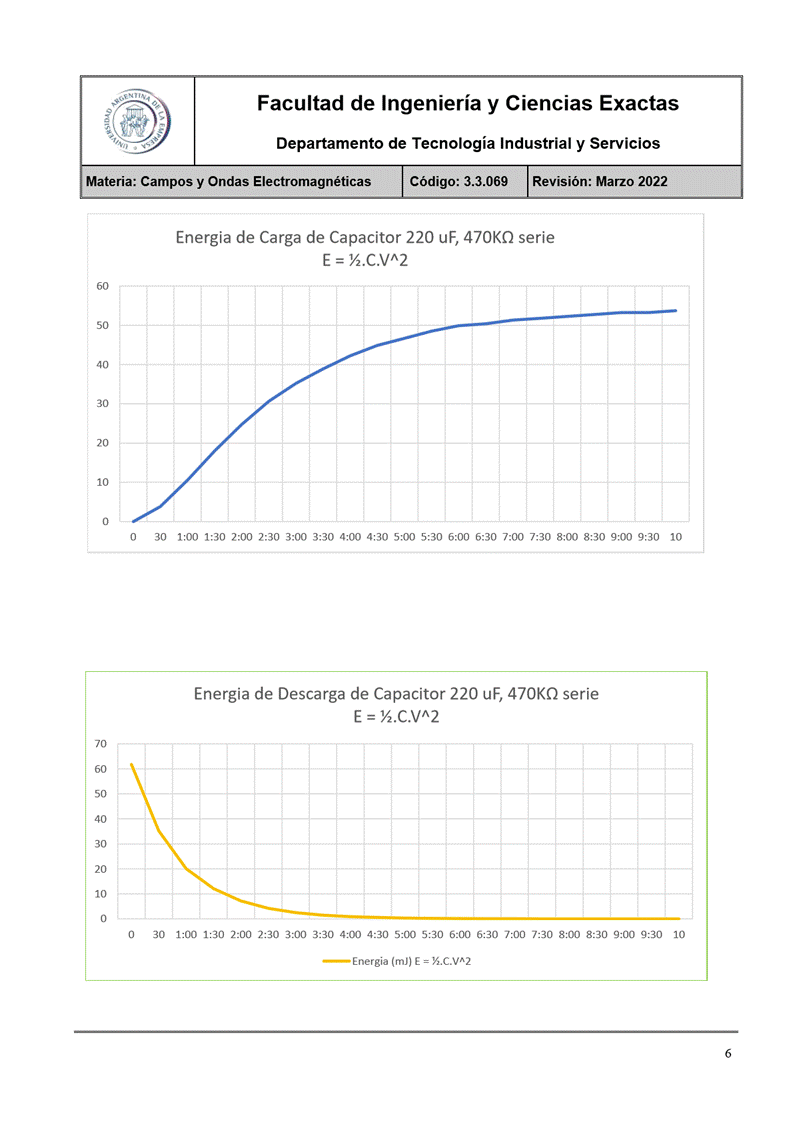 UNIVERSIDAD ARGENTINA DE LA EMPRESA
Facultad de Ingeniería y Ciencias Exactas
Departamento de Tecnología Industrial y Servicios
Materia: Campos y Ondas Electromagnéticas Código: 3.3.069 Revisión: Marzo 2022
Energia de Carga de Capacitor 220 uF, 470KΩ serie
E = ½.C.V^2
60
50
40
30
20
10
0
0 30 1:00 1:30 2:00 2:30 3:00 3:30 4:00 4:30 5:00 5:30 6:00 6:30 7:00 7:30 8:00 8:30 9:00 9:30 10
Energia de Descarga de Capacitor 220 uF, 470KΩ serie
E = ½.C.V^2
70
60
50
40
30
20
10
0
0 30 1:00 1:30 2:00 2:30 3:00 3:30 4:00 4:30 5:00 5:30 6:00 6:30 7:00 7:30 8:00 8:30 9:00 9:30 10
Energia (mJ) E = ½.C.V^2
6